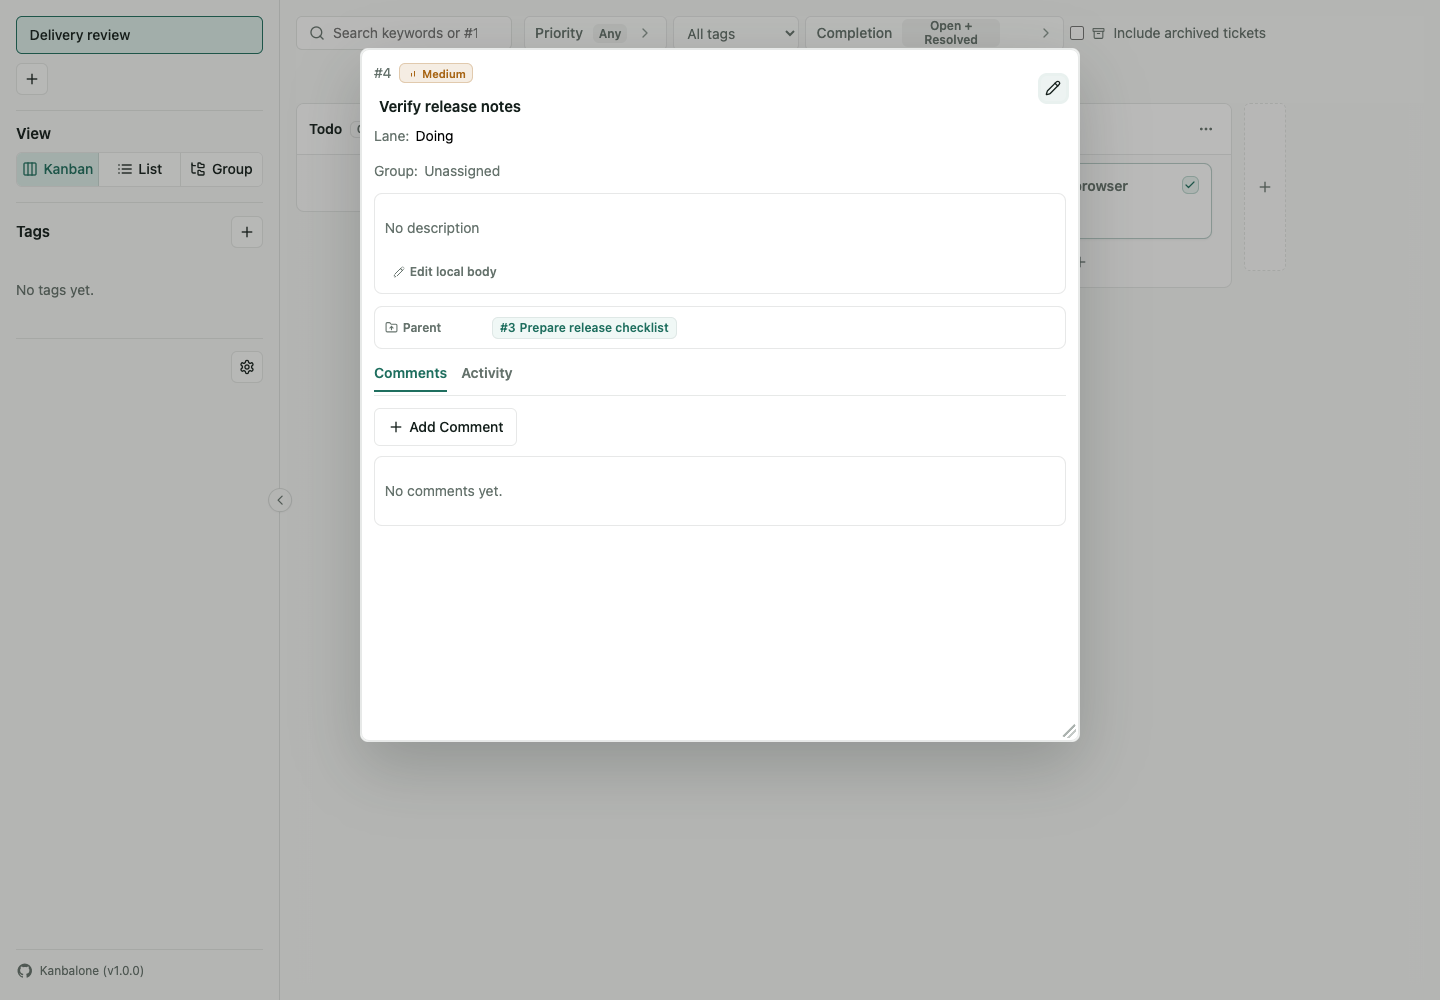 Delivery review
View
Kanban
List
Group
Tags
No tags yet.
Kanbalone (v1.0.0)
Search keywords or #1
Priority
Any
All tags
Completion
Open +
Resolved
Include archived tickets
Todo
browser
#4
Medium
Verify release notes
Lane: Doing
Group: Unassigned
No description
Edit local body
Parent
#3 Prepare release checklist
Comments
Activity
Add Comment
No comments yet.